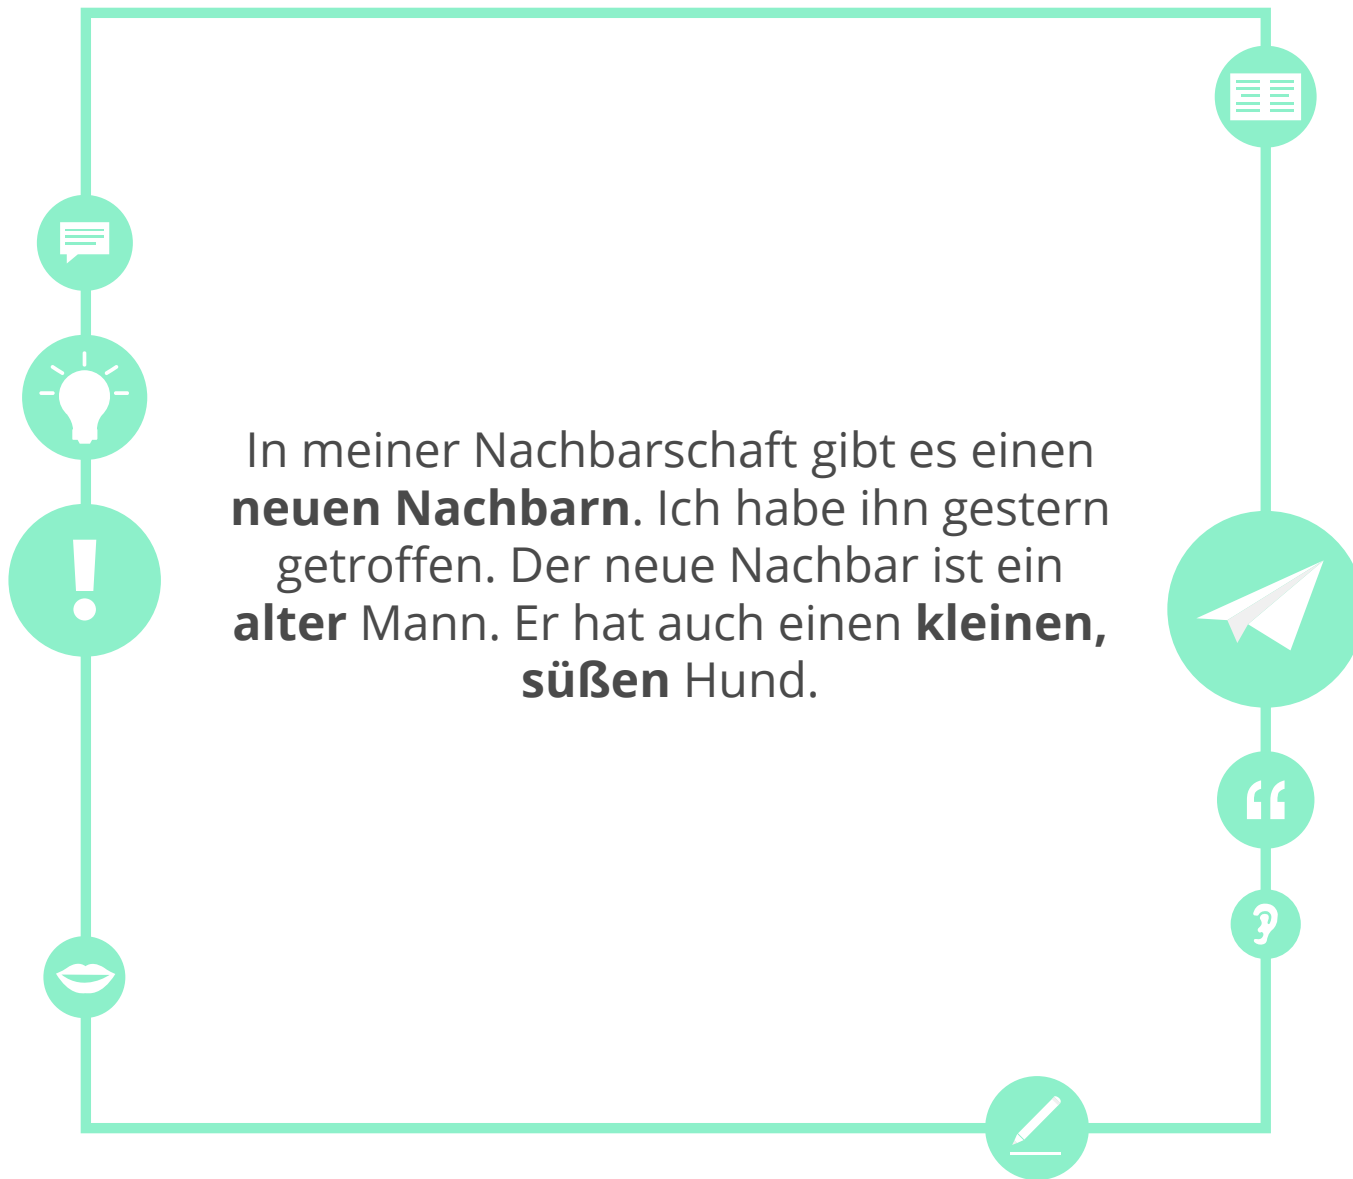 In meiner Nachbarschaft gibt es einen
neuen Nachbarn. Ich habe ihn gestern
getroffen. Der neue Nachbar ist ein
alter Mann. Er hat auch einen kleinen,
süßen Hund.